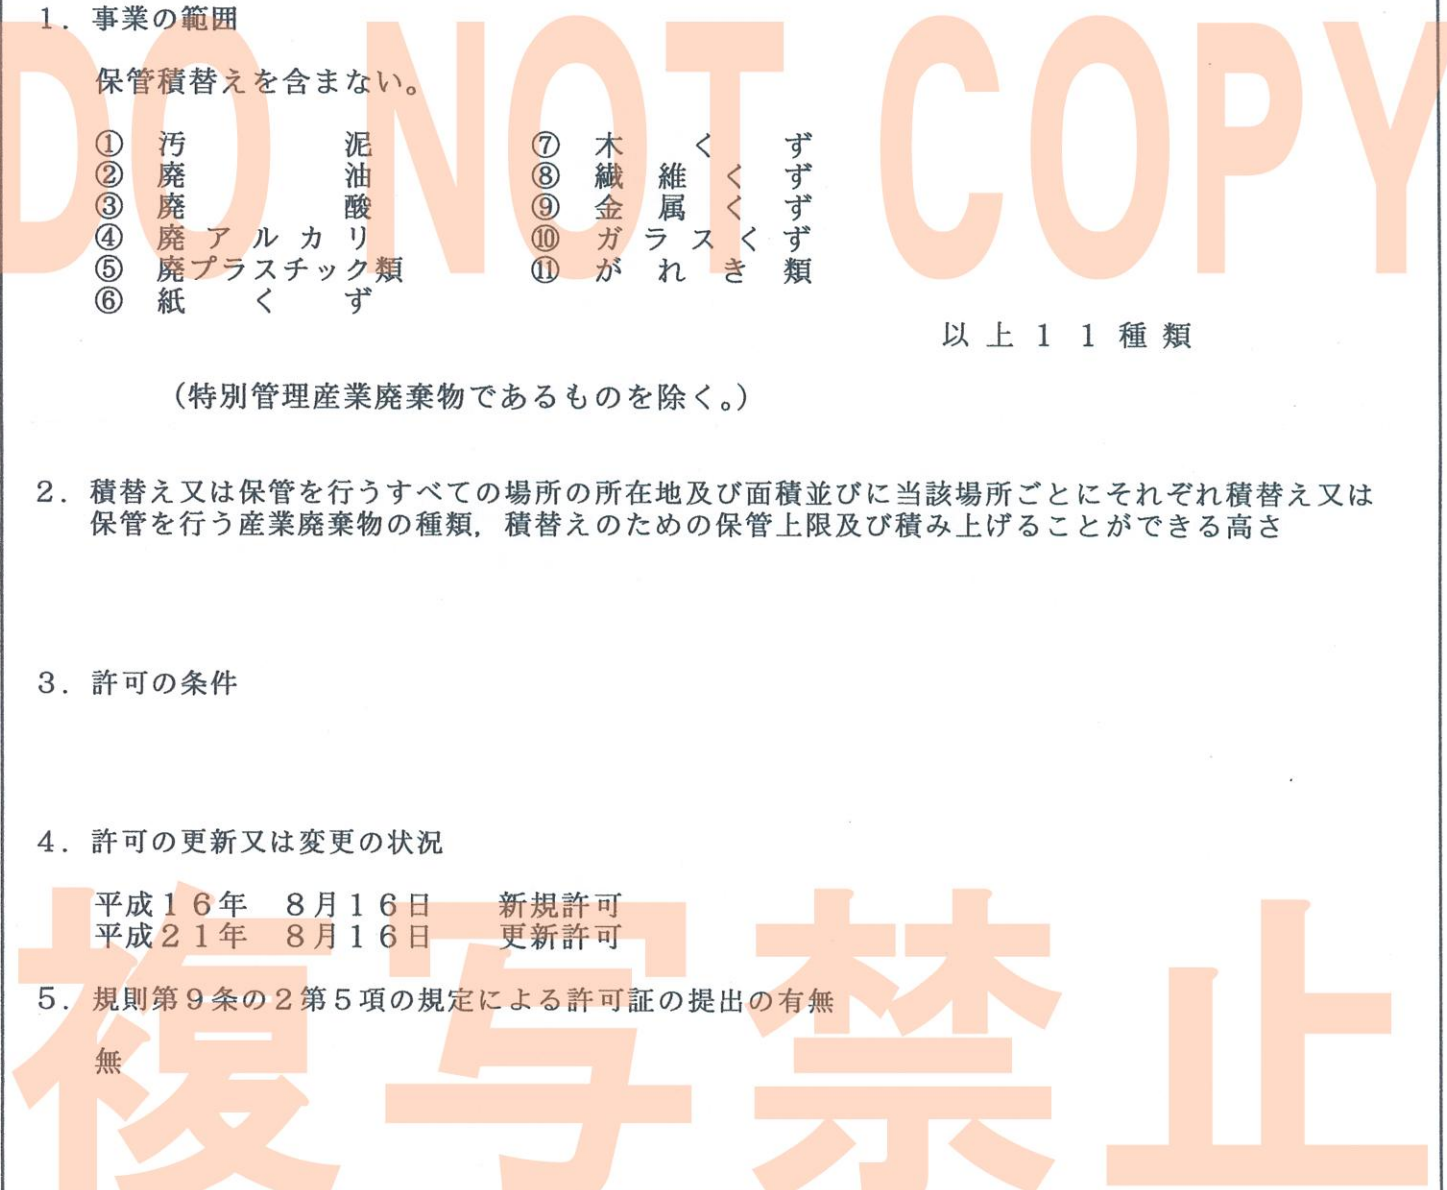 1．事業の範囲
保管積替えを含まない。
① 汚泥
② 廃油
③ 廃酸
④ 廃アルカリ
⑤ 廃プラスチック類
⑥ 紙くず
⑦ 木くず
⑧ 繊維くず
⑨ 金属くず
⑩ ガラスくず
⑪ がれき類
以上11種類
（特別管理産業廃棄物であるものを除く。）
2．積替え又は保管を行うすべての場所の所在地及び面積並びに当該場所ごとにそれぞれ積替え又は
保管を行う産業廃棄物の種類，積替えのための保管上限及び積み上げることができる高さ
3．許可の条件
4．許可の更新又は変更の状況
平成16年　8月16日　新規許可
平成21年　8月16日　更新許可
5．規則第9条の2第5項の規定による許可証の提出の有無
無
DO NOT COPY
複写禁止